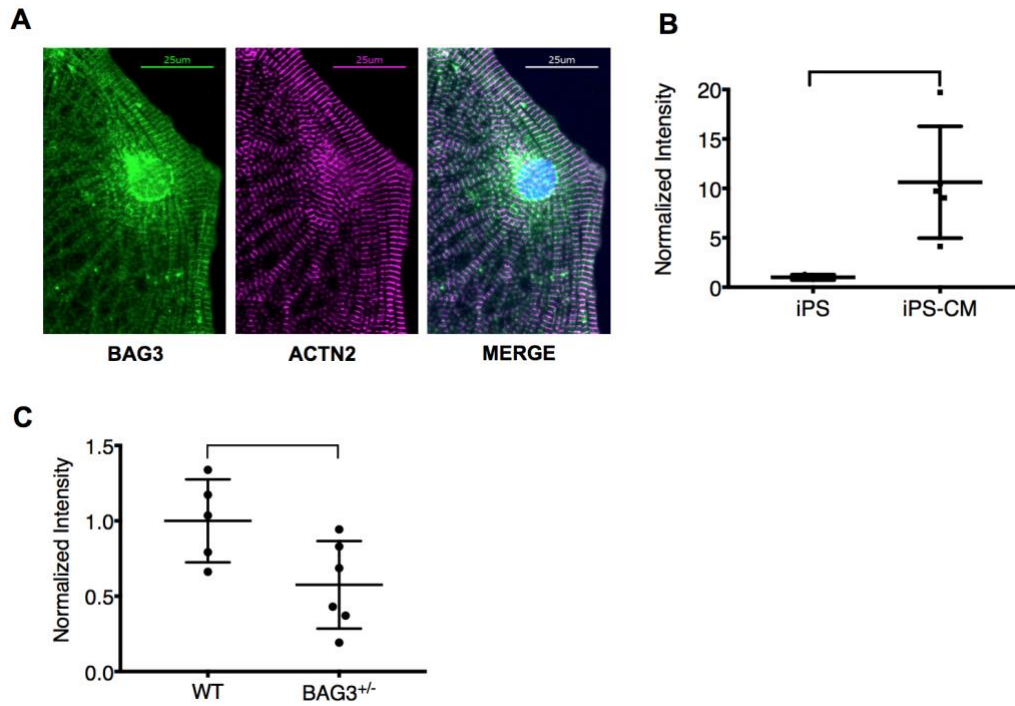 A
25um
25um
25um
BAG3
ACTN2
MERGE
B
Normalized Intensity
20
15
10
5
0
iPS
iPS-CM
C
Normalized Intensity
1.5
1.0
0.5
0.0
WT
BAG3+/-